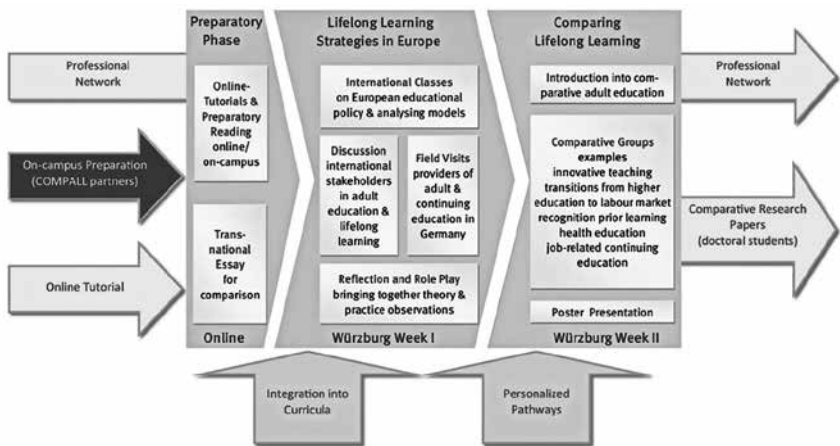 Preparatory
Phase
Lifelong Learning
Strategies in Europe
Comparing
Lifelong Learning
Professional
Network
On-campus Preparation
(COMPALL partners)
Online Tutorial
Online-
Tutorials &
Preparatory
Reading
online/
on-campus
Trans-
national
Essay
for
comparison
Online
International Classes
on European educational
policy & analysing models
Discussion
international
stakeholders
in adult
education &
lifelong
learning
Field Visits
providers of
adult &
continuing
education in
Germany
Reflection and Role Play
bringing together theory &
practice observations
Würzburg Week I
Introduction into com-
parative adult education
Comparative Groups
examples
innovative teaching
transitions from higher
education to labour market
recognition prior learning
health education
job-related continuing
education
Poster Presentation
Würzburg Week II
Professional
Network
Comparative Research
Papers
(doctoral students)
Integration into
Curricula
Personalized
Pathways